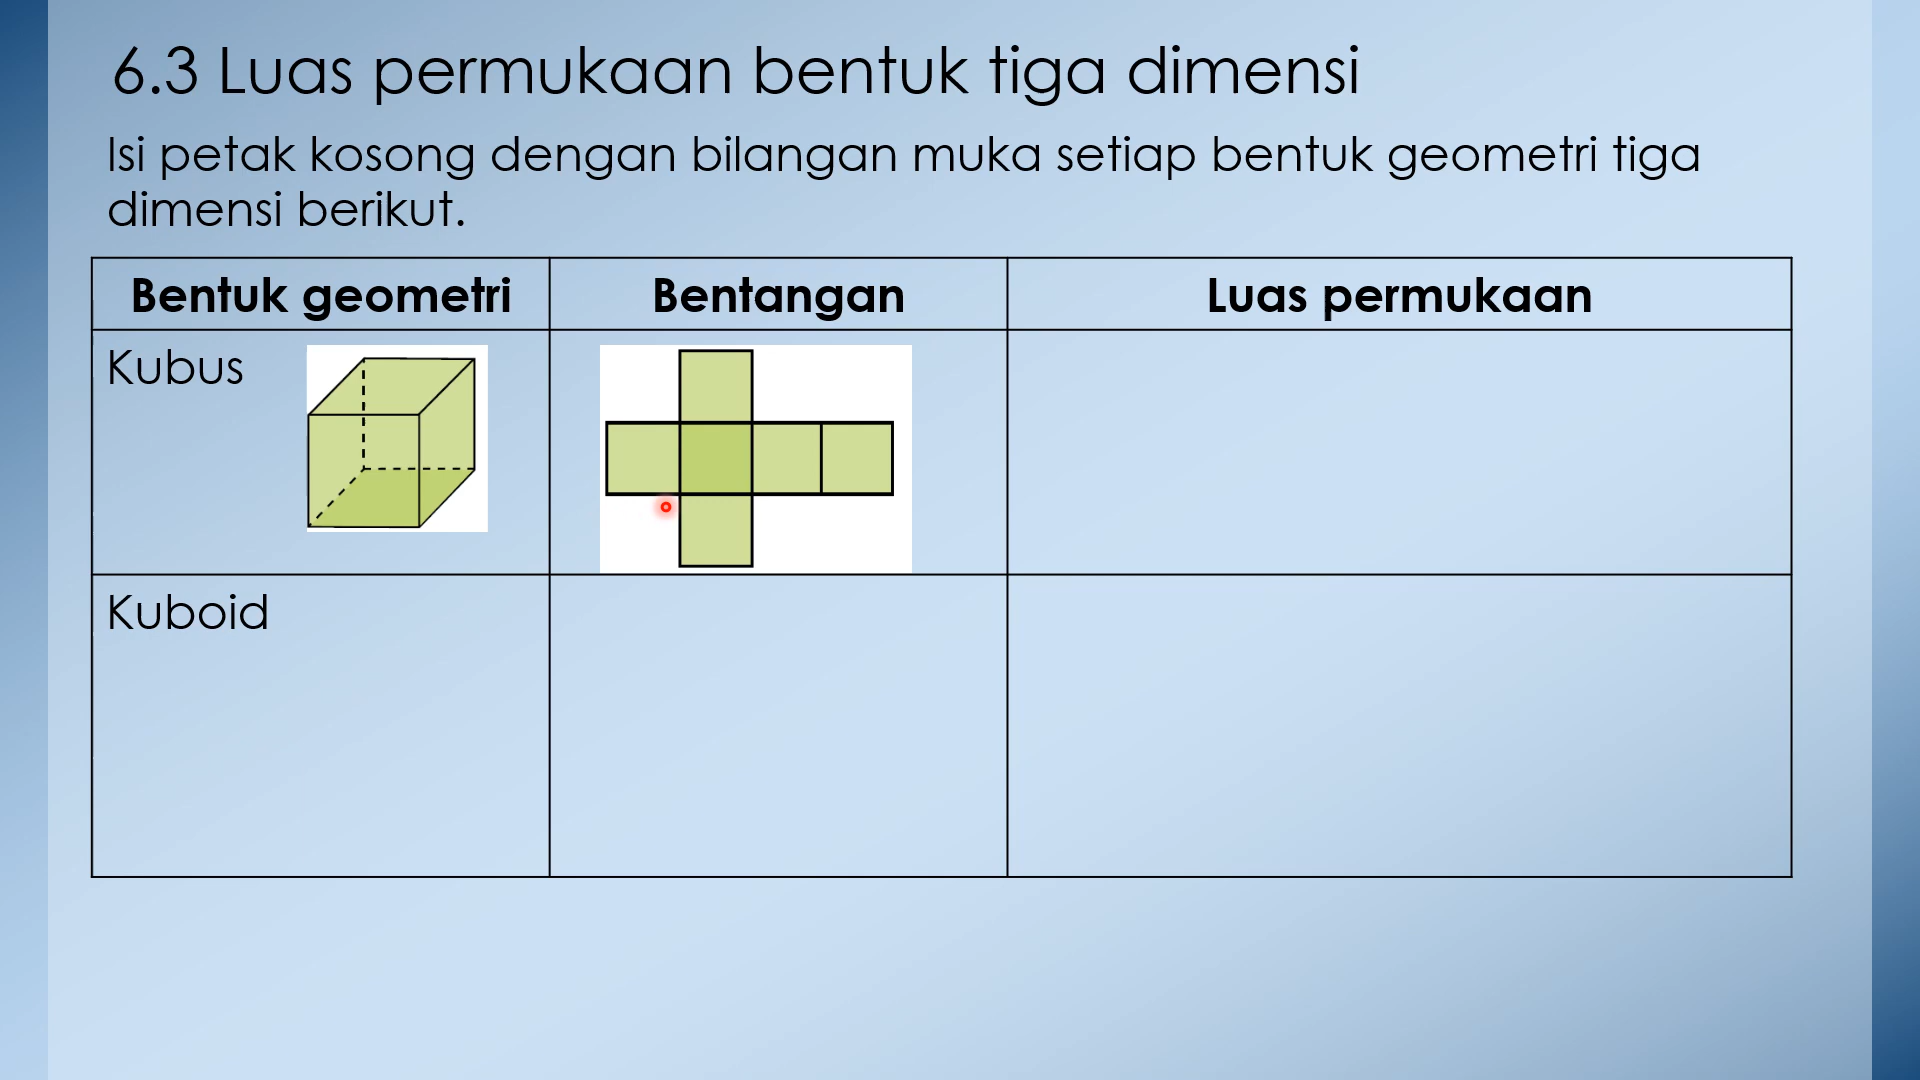 6.3 Luas permukaan bentuk tiga dimensi
Isi petak kosong dengan bilangan muka setiap bentuk geometri tiga
dimensi berikut.
Bentuk geometri
Bentangan
Luas permukaan
Kubus
Kuboid